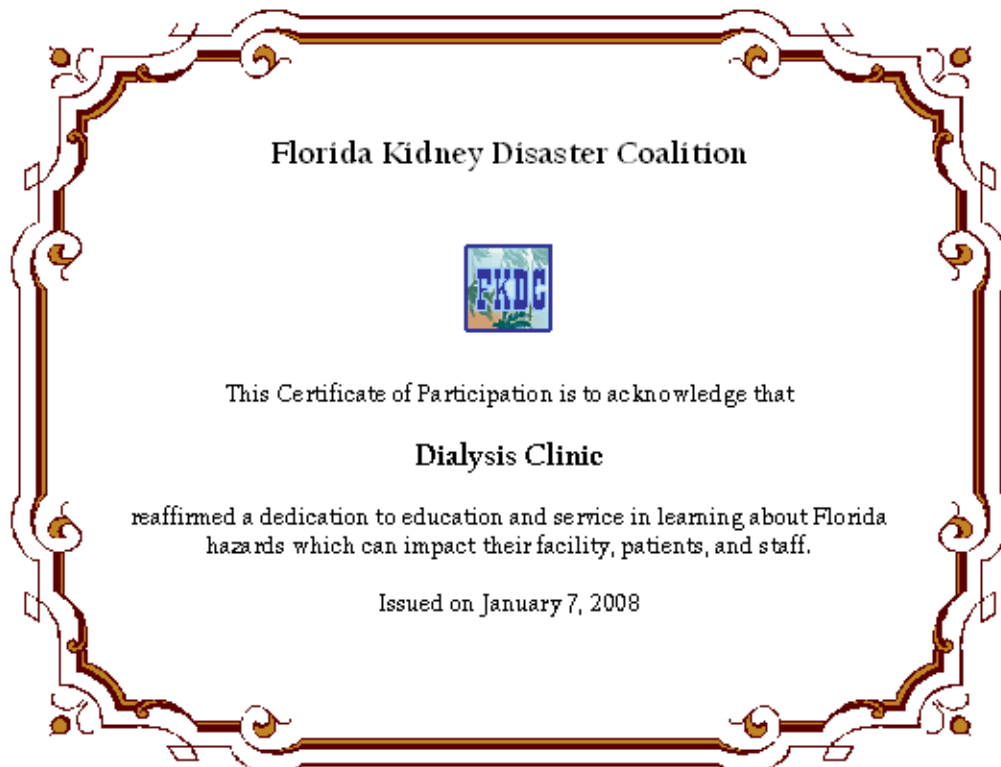 Florida Kidney Disaster Coalition
FKDC
This Certificate of Participation is to acknowledge that
Dialysis Clinic
reaffirmed a dedication to education and service in learning about Florida
hazards which can impact their facility, patients, and staff.
Issued on January 7, 2008